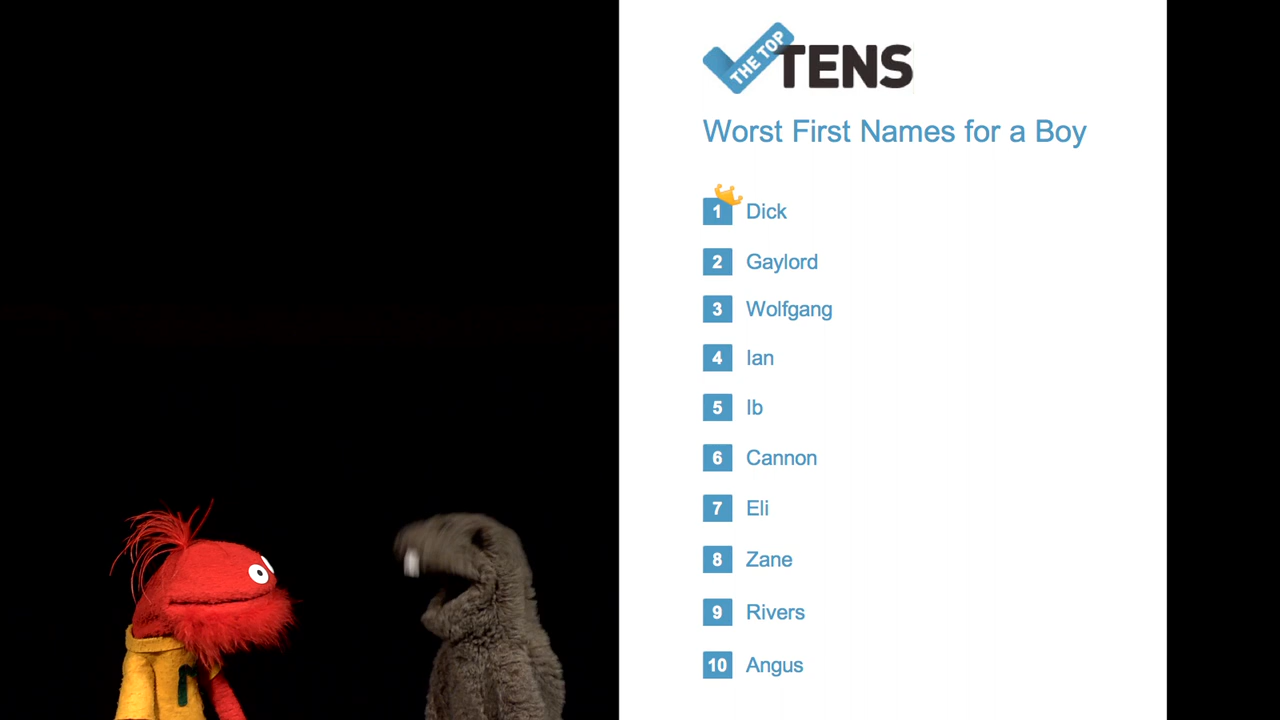 THE TOP
TENS
Worst First Names for a Boy
1 Dick
2 Gaylord
3 Wolfgang
4 Ian
5 Ib
6 Cannon
7 Eli
8 Zane
9 Rivers
10 Angus